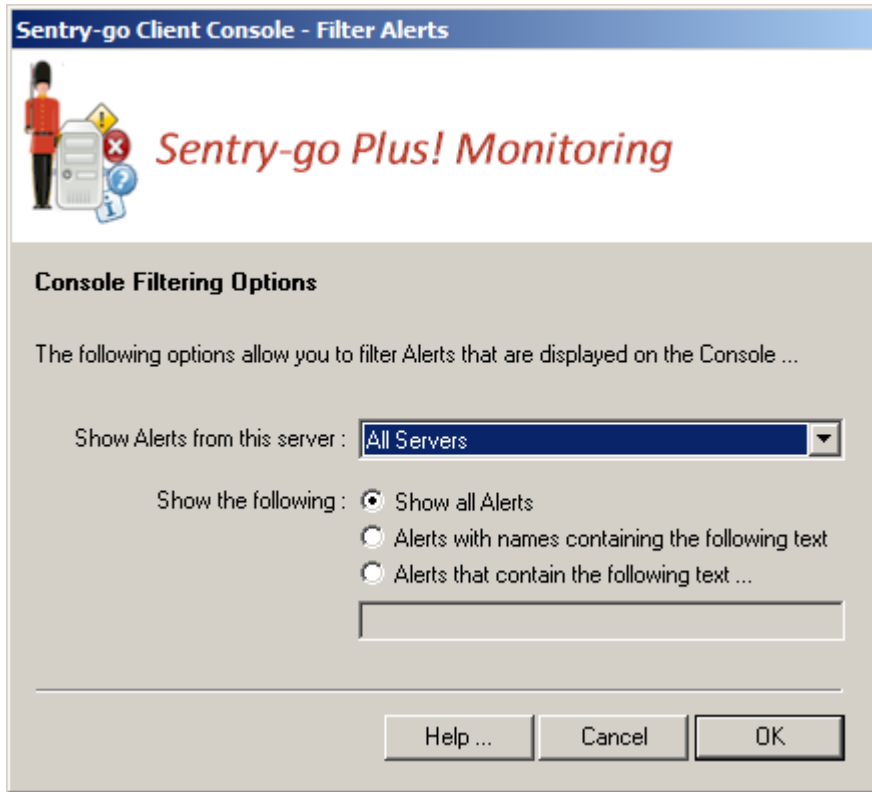 Sentry-go Client Console - Filter Alerts
Sentry-go Plus! Monitoring
Console Filtering Options
The following options allow you to filter Alerts that are displayed on the Console ...
Show Alerts from this server : All Servers
Show the following : Show all Alerts
Alerts with names containing the following text
Alerts that contain the following text ...
Help ... Cancel OK